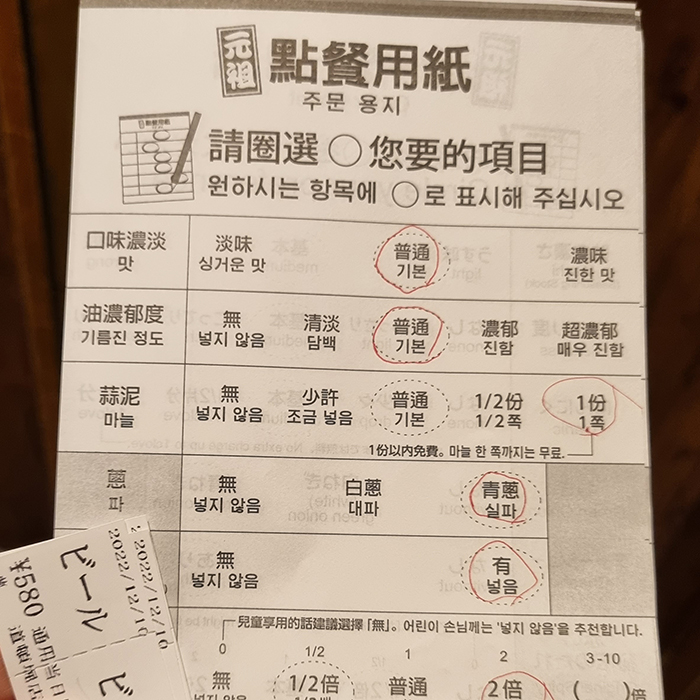 元祖 點餐用紙
주문 용지
請圈選 ◯ 您要的項目
원하시는 항목에 ◯로 표시해 주십시오
口味濃淡 淡味 普通 濃味
맛 싱거운 맛 기본 진한 맛
油濃郁度 無 清淡 普通 濃郁 超濃郁
기름진 정도 넣지 않음 담백 기본 진함 매우 진함
蒜泥 無 少許 普通 1/2份 1份
마늘 넣지 않음 조금 넣음 기본 1/2쪽 1쪽
1份以內免費。마늘 한 쪽까지는 무료.
蔥 無 白蔥 青蔥
파 넣지 않음 대파 실파
無 有
넣지 않음 넣음
兒童享用的話建議選擇「無」。어린이 손님께는 '넣지 않음'을 추천합니다.
0 1/2 1 2 3-10
無 1/2倍 普通 2倍 ( )倍
2022/12/10
2022/12/10
ビール
¥580